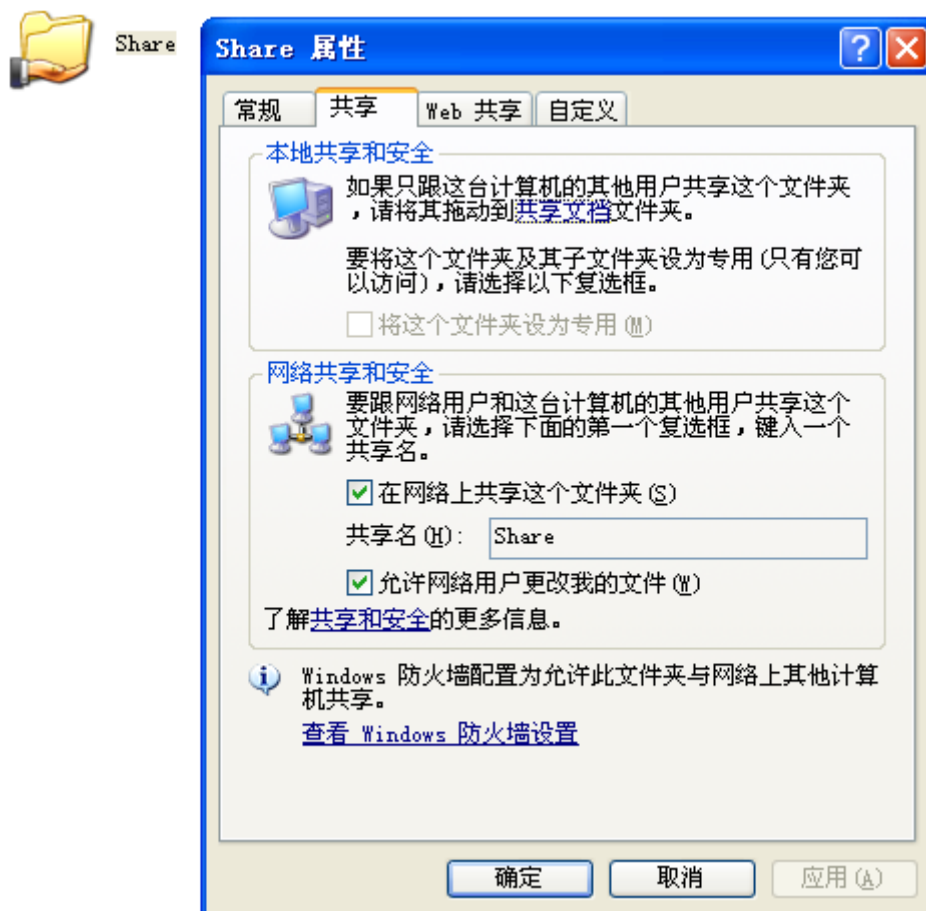 Share
Share 属性
常规
共享
Web 共享
自定义
本地共享和安全
如果只跟这台计算机的其他用户共享这个文件夹
，请将其拖动到共享文档文件夹。
要将这个文件夹及其子文件夹设为专用(只有您可
以访问)，请选择以下复选框。
将这个文件夹设为专用(M)
网络共享和安全
要跟网络用户和这台计算机的其他用户共享这个
文件夹，请选择下面的第一个复选框，键入一个
共享名。
在网络上共享这个文件夹(S)
共享名(H): Share
允许网络用户更改我的文件(W)
了解共享和安全的更多信息。
Windows 防火墙配置为允许此文件夹与网络上其他计算
机共享。
查看 Windows 防火墙设置
确定
取消
应用(A)